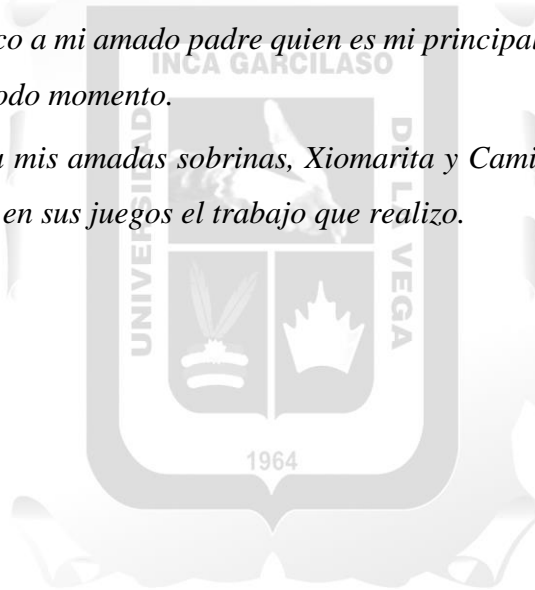 co a mi amado padre quien es mi principal
INCA GARCILASO
odo momento.
UNIVERSIDAD
DE LA VEGA
mis amadas sobrinas, Xiomarita y Cami
en sus juegos el trabajo que realizo.
1964